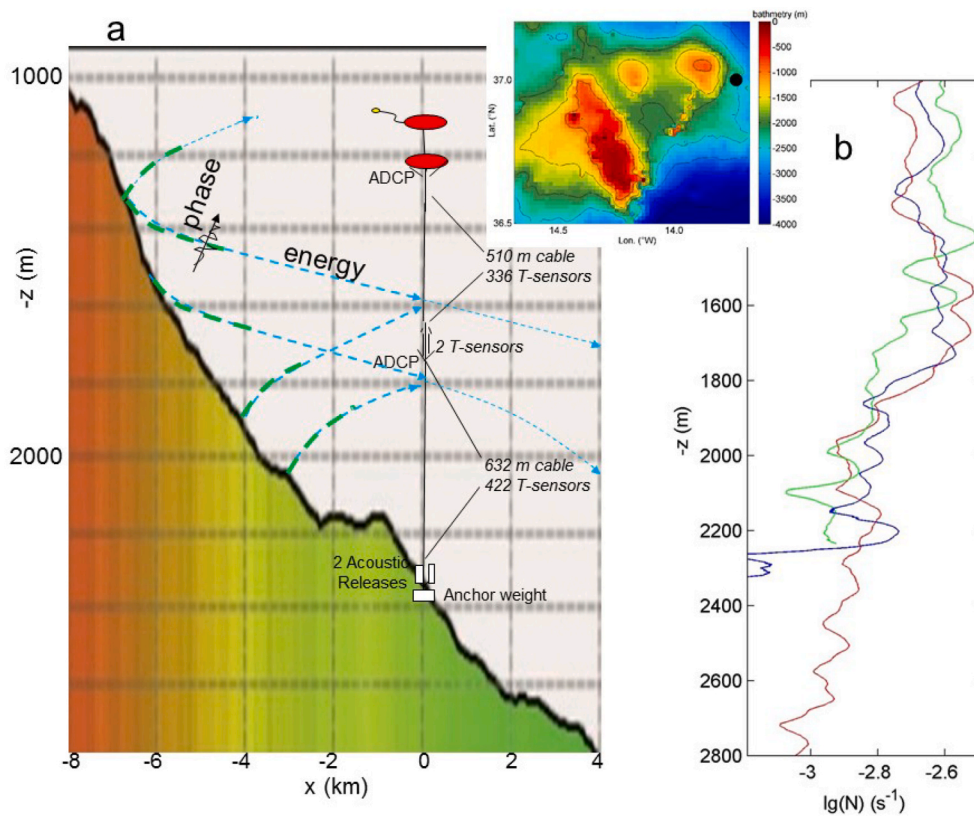 a
-z (m)
1000
2000
ADCP
phase
energy
510 m cable
336 T-sensors
2 T-sensors
ADCP
632 m cable
422 T-sensors
2 Acoustic
Releases
Anchor weight
-8
-6
-4
-2
0
2
4
x (km)
bathmetry (m)
Lat. (°N)
37.0
36.5
14.5
14.0
Lon. (°W)
0
-500
-1000
-1500
-2000
-2500
-3000
-3500
-4000
b
-z (m)
1600
1800
2000
2200
2400
2600
2800
-3
-2.8
-2.6
lg(N) (s⁻¹)